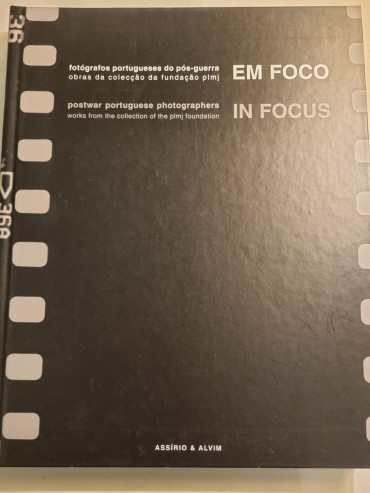 36
fotógrafos portugueses do pós-guerra
obras da colecção da fundação plmj
EM FOCO
postwar portuguese photographers
works from the collection of the plmj foundation
IN FOCUS
36A
ASSÍRIO & ALVIM